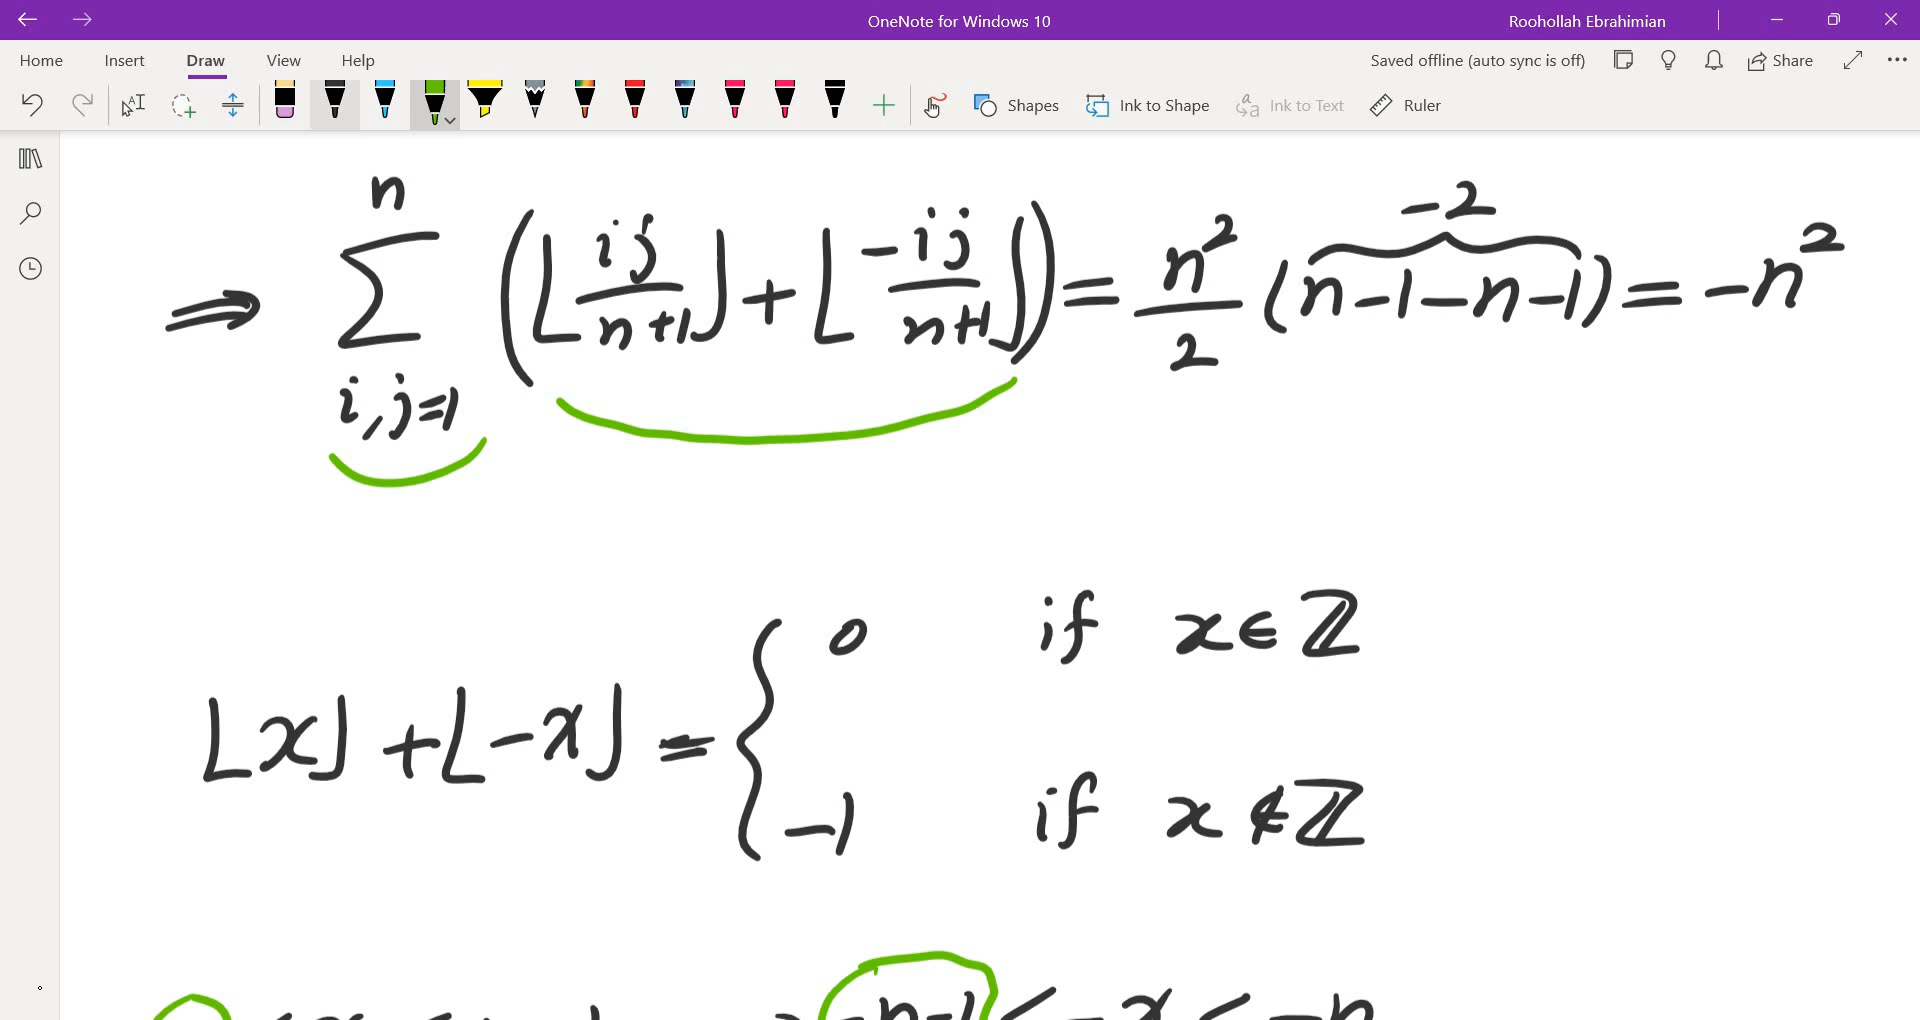 OneNote for Windows 10
Roohollah Ebrahimian
Home Insert Draw View Help
Saved offline (auto sync is off) Share
Shapes Ink to Shape Ink to Text Ruler
⇒ ∑_{i,j=1}^{n} (⌊ij/(n+1)⌋ + ⌊-ij/(n+1)⌋) = n²/2 (n-1-n-1) = -n²
-2
⌊x⌋ + ⌊-x⌋ = { 0 if x ∈ ℤ
-1 if x ∉ ℤ
-n-1 < -x < -n